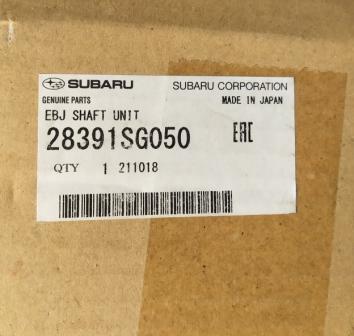 SUBARU SUBARU CORPORATION
GENUINE PARTS MADE IN JAPAN
EBJ SHAFT UNIT
28391SG050 EAC
QTY 1 211018